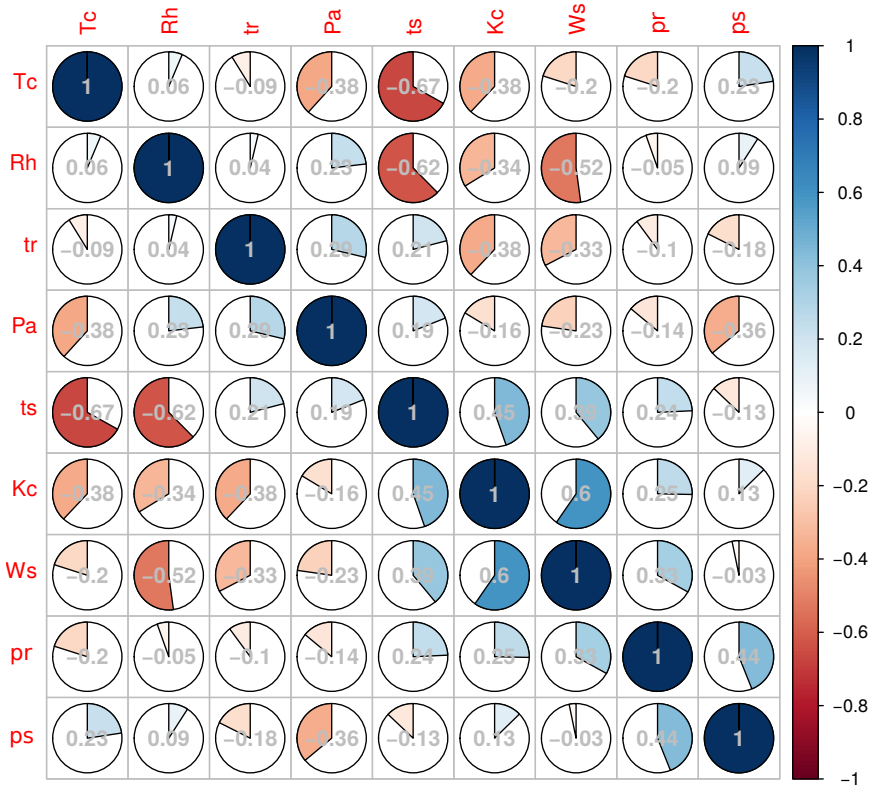 Tc Rh tr Pa ts Kc Ws pr ps
Tc 1 0.06 −0.09 −0.38 −0.67 −0.38 −0.2 −0.2 0.23 1
Rh 0.06 1 0.04 0.23 −0.62 −0.34 −0.52 −0.05 0.09 0.8
tr −0.09 0.04 1 0.29 0.21 −0.38 −0.33 −0.1 −0.18 0.6
0.4
Pa −0.38 0.23 0.29 1 0.19 −0.16 −0.23 −0.14 −0.36 0.2
ts −0.67 −0.62 0.21 0.19 1 0.45 0.39 0.24 −0.13 0
Kc −0.38 −0.34 −0.38 −0.16 0.45 1 0.6 0.25 0.13 −0.2
Ws −0.2 −0.52 −0.33 −0.23 0.39 0.6 1 0.33 −0.03 −0.4
−0.6
pr −0.2 −0.05 −0.1 −0.14 0.24 0.25 0.33 1 0.44
−0.8
ps 0.23 0.09 −0.18 −0.36 −0.13 0.13 −0.03 0.44 1
−1